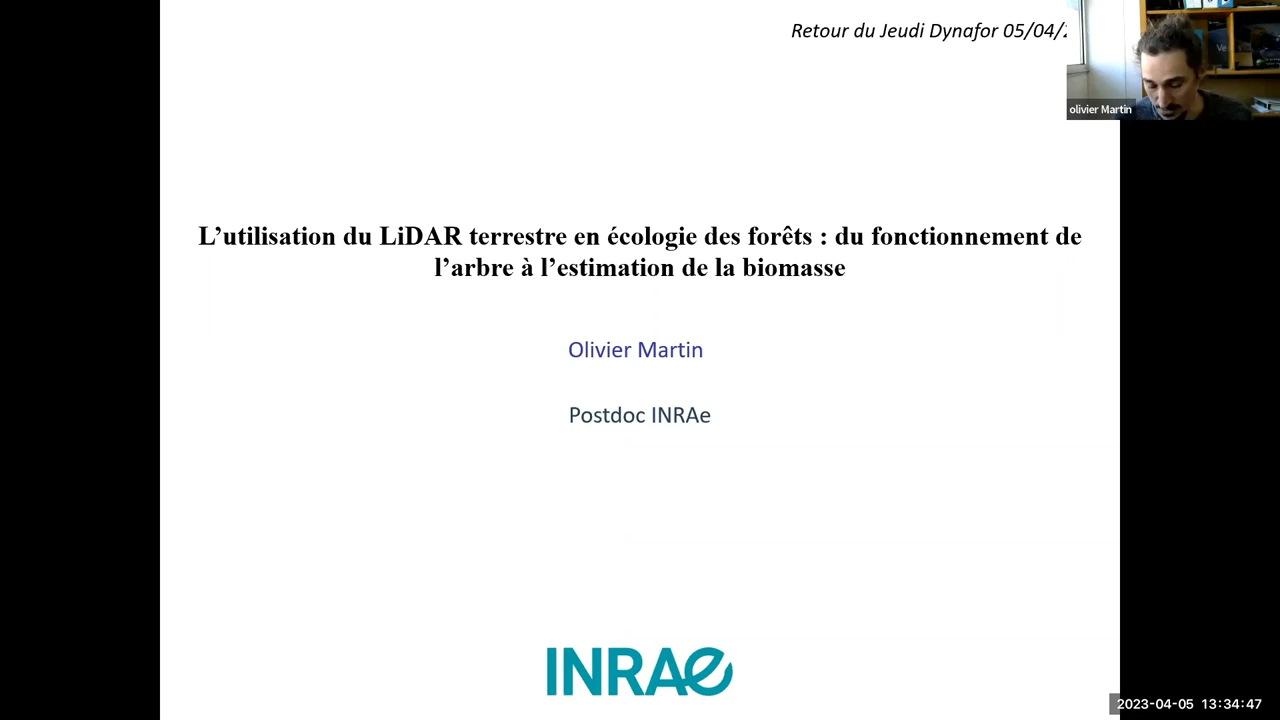 Retour du Jeudi Dynafor 05/04/
olivier Martin
L’utilisation du LiDAR terrestre en écologie des forêts : du fonctionnement de
l’arbre à l’estimation de la biomasse
Olivier Martin
Postdoc INRAe
INRAe
2023-04-05 13:34:47